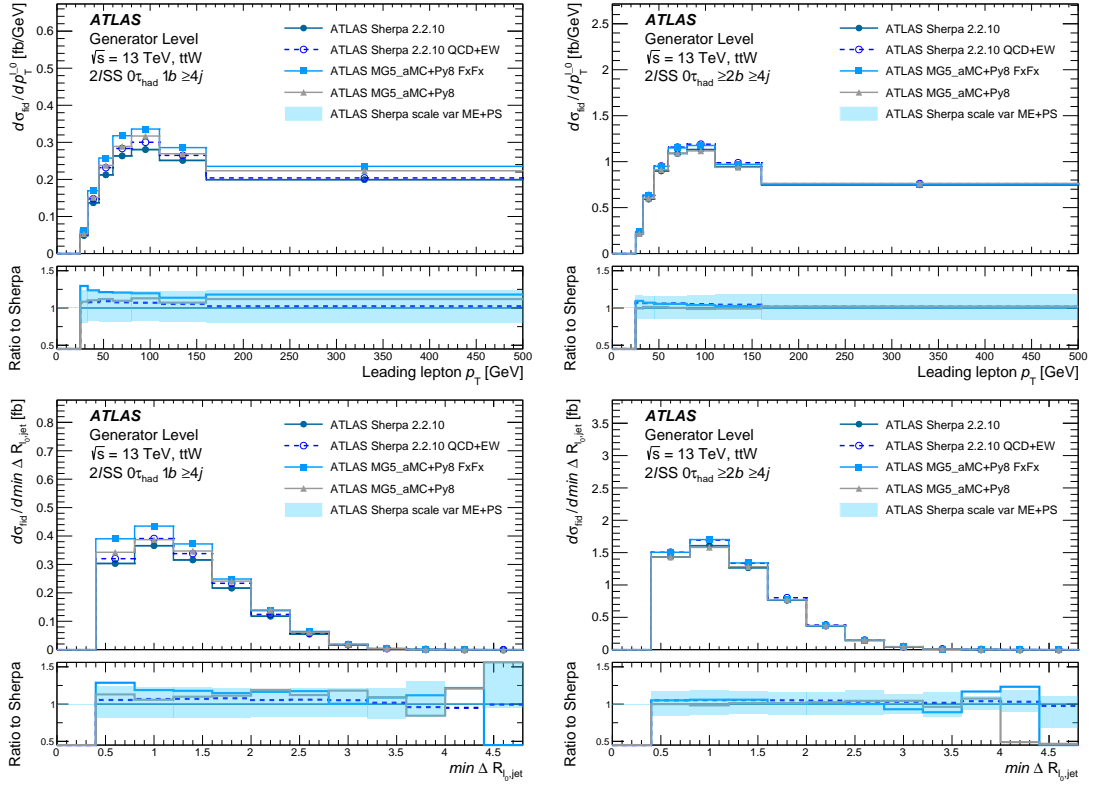 ATLAS
Generator Level
√s = 13 TeV, ttW
2lSS 0τhad 1b ≥4j
ATLAS Sherpa 2.2.10
ATLAS Sherpa 2.2.10 QCD+EW
ATLAS MG5_aMC+Py8 FxFx
ATLAS MG5_aMC+Py8
ATLAS Sherpa scale var ME+PS
dσfid/dpT^l_0 [fb/GeV]
0.6
0.5
0.4
0.3
0.2
0.1
0
Ratio to Sherpa
1.5
1
0.5
0 50 100 150 200 250 300 350 400 450 500
Leading lepton pT [GeV]
ATLAS
Generator Level
√s = 13 TeV, ttW
2lSS 0τhad ≥2b ≥4j
ATLAS Sherpa 2.2.10
ATLAS Sherpa 2.2.10 QCD+EW
ATLAS MG5_aMC+Py8 FxFx
ATLAS MG5_aMC+Py8
ATLAS Sherpa scale var ME+PS
dσfid/dpT^l_0 [fb/GeV]
2.5
2
1.5
1
0.5
0
Ratio to Sherpa
1.5
1
0.5
0 50 100 150 200 250 300 350 400 450 500
Leading lepton pT [GeV]
ATLAS
Generator Level
√s = 13 TeV, ttW
2lSS 0τhad 1b ≥4j
ATLAS Sherpa 2.2.10
ATLAS Sherpa 2.2.10 QCD+EW
ATLAS MG5_aMC+Py8 FxFx
ATLAS MG5_aMC+Py8
ATLAS Sherpa scale var ME+PS
dσfid/dmin Δ Rl0,jet [fb]
0.8
0.7
0.6
0.5
0.4
0.3
0.2
0.1
0
Ratio to Sherpa
1.5
1
0.5
0.5 1 1.5 2 2.5 3 3.5 4 4.5
min Δ Rl0,jet
ATLAS
Generator Level
√s = 13 TeV, ttW
2lSS 0τhad ≥2b ≥4j
ATLAS Sherpa 2.2.10
ATLAS Sherpa 2.2.10 QCD+EW
ATLAS MG5_aMC+Py8 FxFx
ATLAS MG5_aMC+Py8
ATLAS Sherpa scale var ME+PS
dσfid/dmin Δ Rl0,jet [fb]
3.5
3
2.5
2
1.5
1
0.5
0
Ratio to Sherpa
1.5
1
0.5
0.5 1 1.5 2 2.5 3 3.5 4 4.5
min Δ Rl0,jet